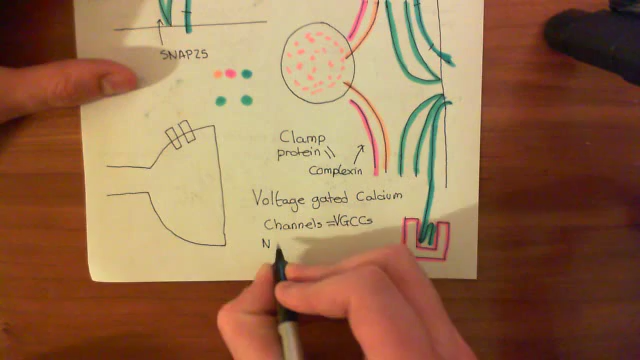 SNAP25
Clamp
protein
Complexin
Voltage gated Calcium
Channels = VGCCs
N